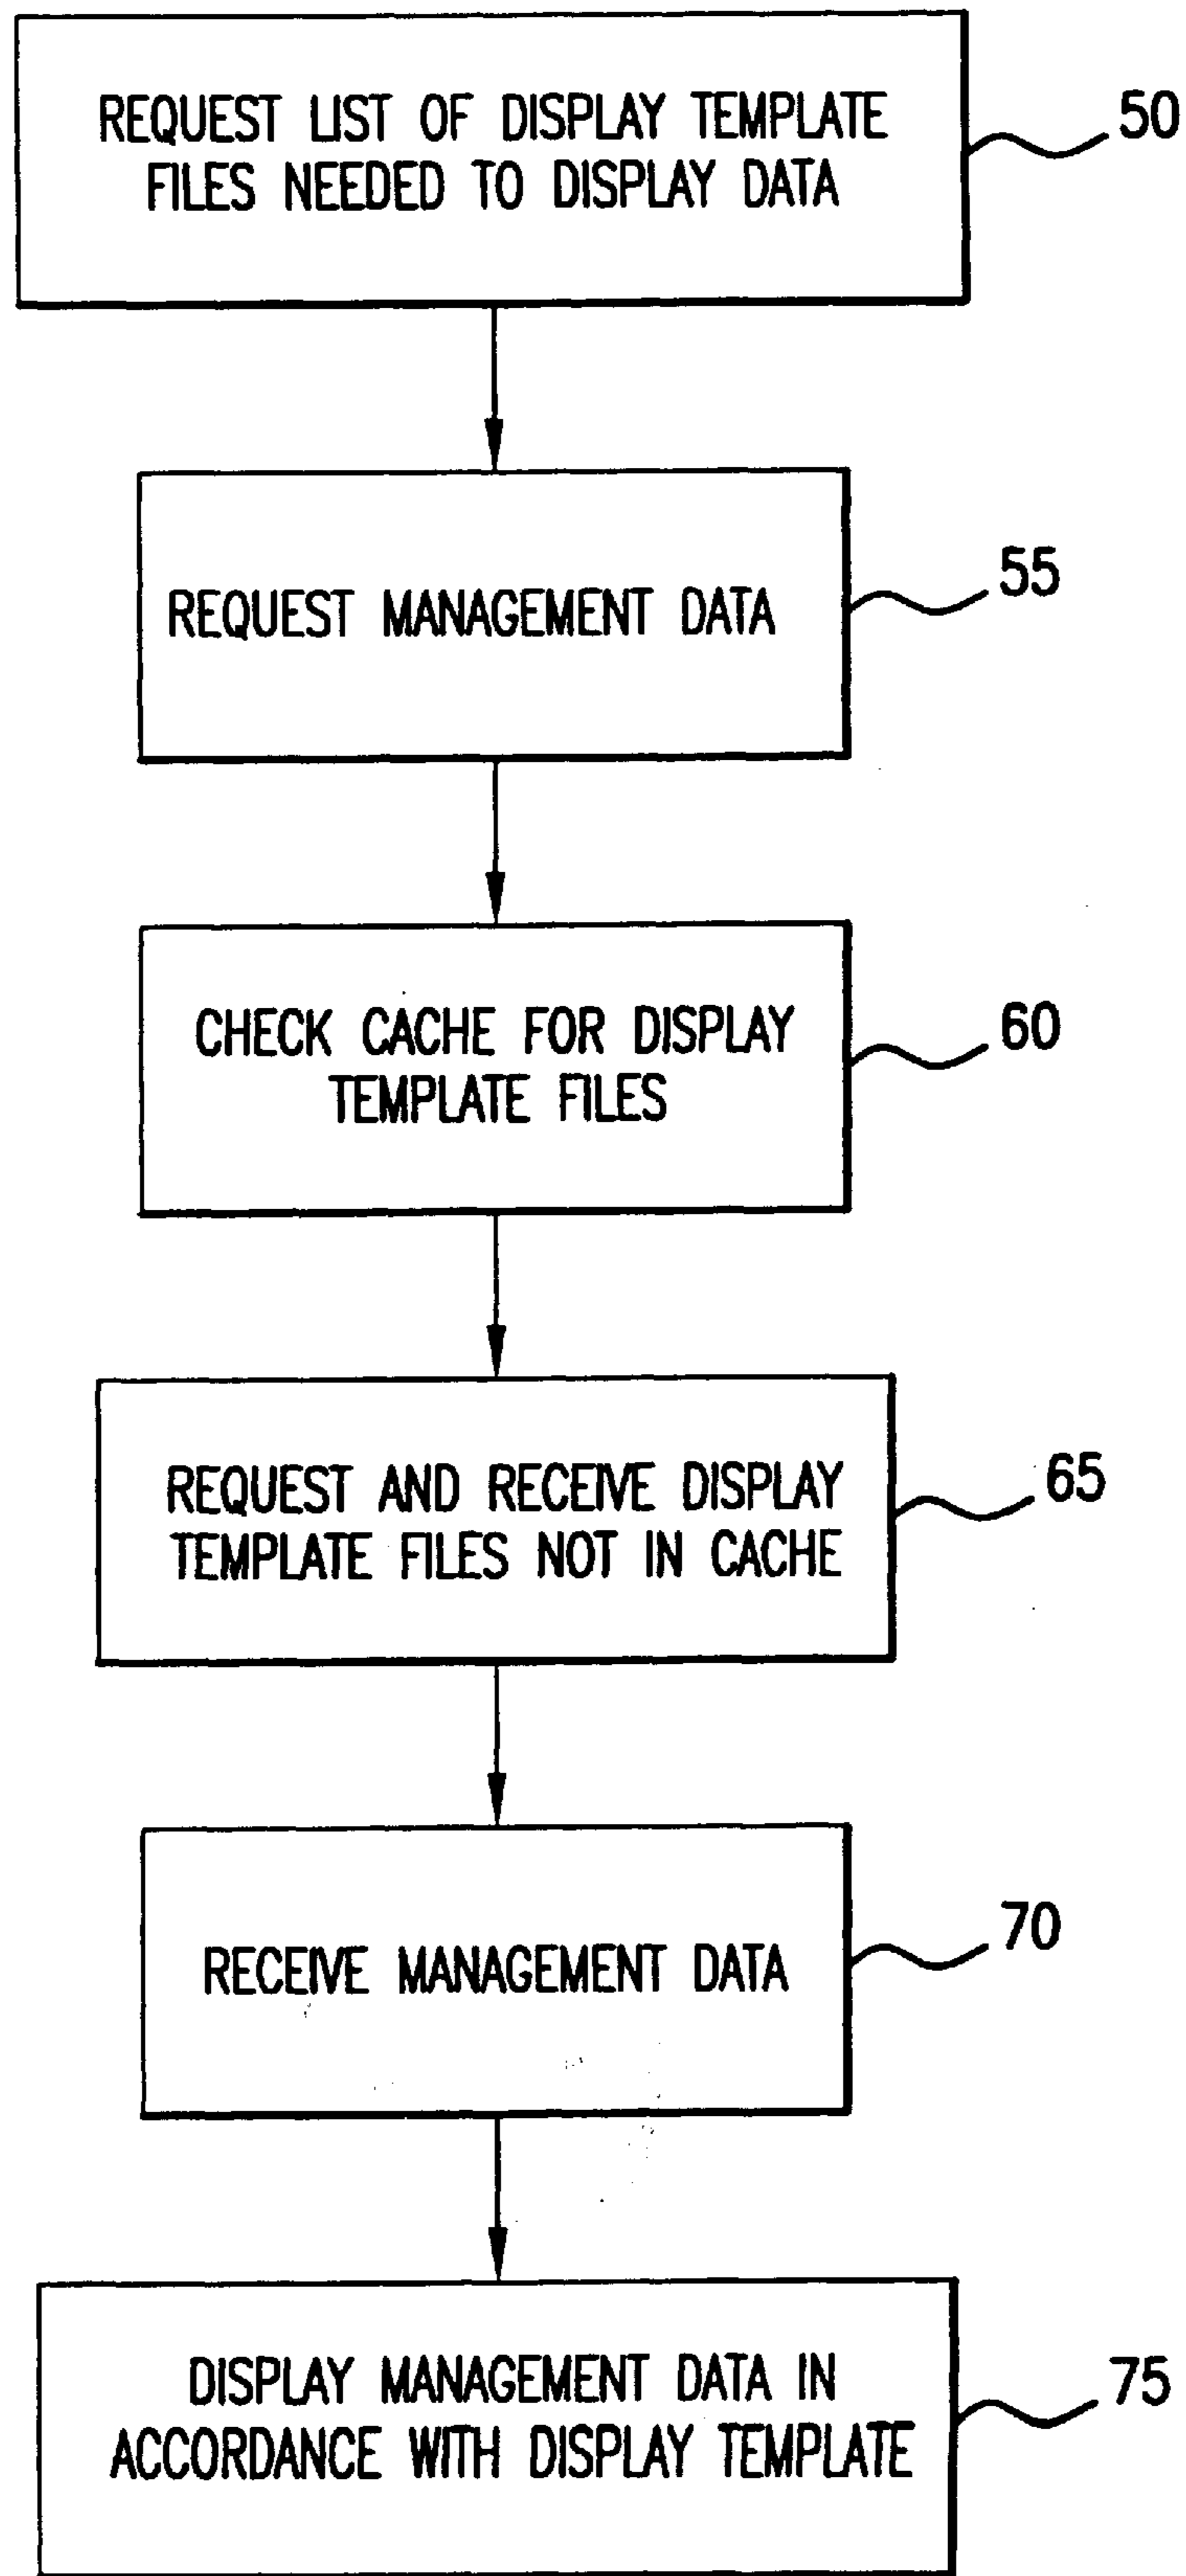 REQUEST LIST OF DISPLAY TEMPLATE
FILES NEEDED TO DISPLAY DATA
50
REQUEST MANAGEMENT DATA
55
CHECK CACHE FOR DISPLAY
TEMPLATE FILES
60
REQUEST AND RECEIVE DISPLAY
TEMPLATE FILES NOT IN CACHE
65
RECEIVE MANAGEMENT DATA
70
DISPLAY MANAGEMENT DATA IN
ACCORDANCE WITH DISPLAY TEMPLATE
75